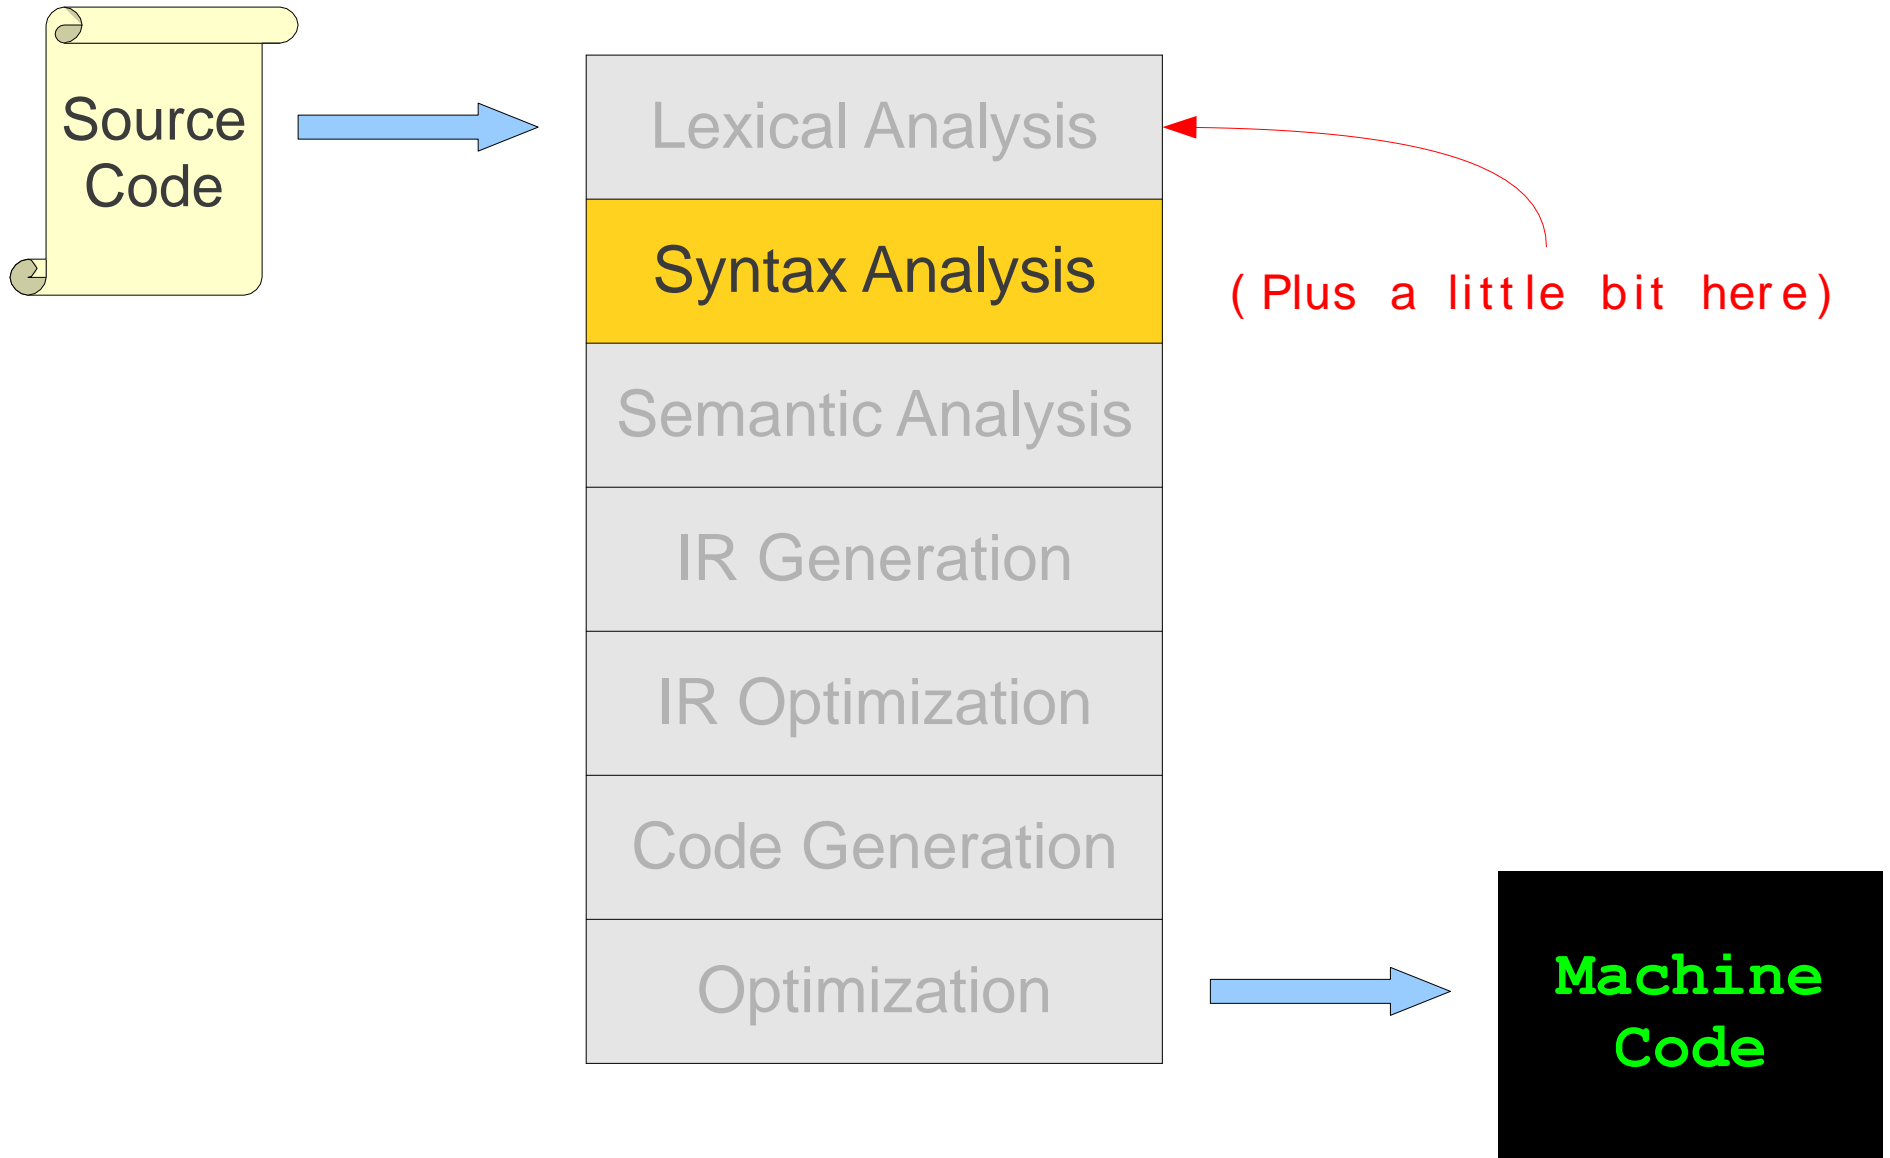 Source
Code
Lexical Analysis
Syntax Analysis
(Plus a little bit here)
Semantic Analysis
IR Generation
IR Optimization
Code Generation
Optimization
Machine
Code